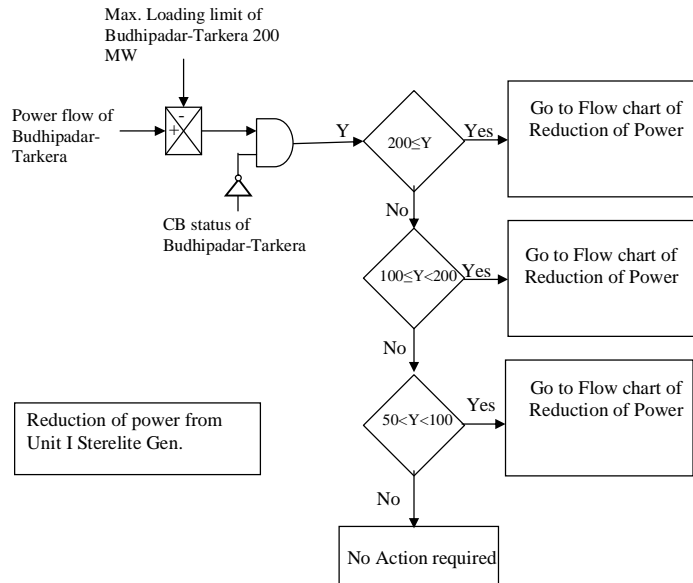 Max. Loading limit of
Budhipadar-Tarkera 200
MW
Power flow of
Budhipadar-
Tarkera
-
+
CB status of
Budhipadar-Tarkera
Y
200≤Y
Yes
Go to Flow chart of
Reduction of Power
No
100≤Y<200
Yes
Go to Flow chart of
Reduction of Power
No
50<Y<100
Yes
Go to Flow chart of
Reduction of Power
Reduction of power from
Unit I Sterelite Gen.
No
No Action required